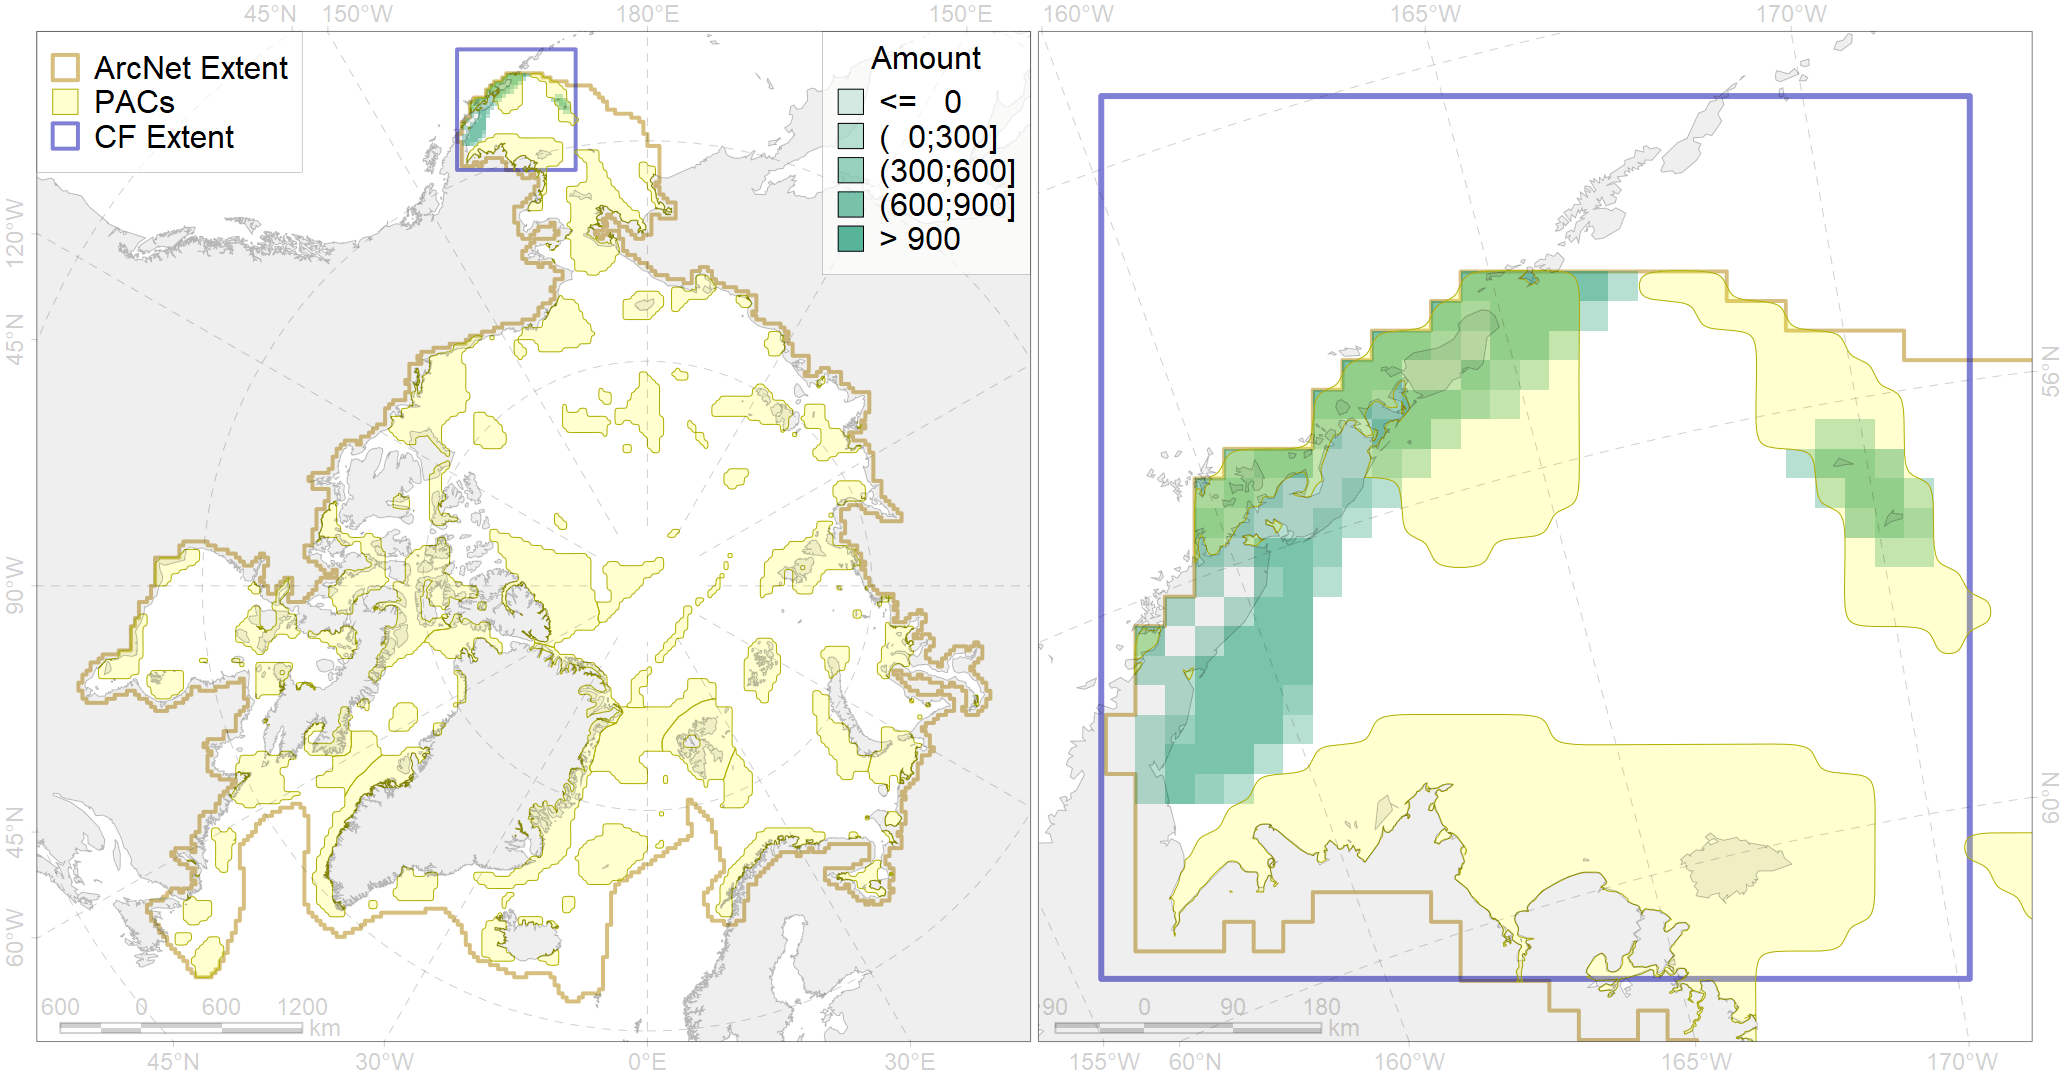 45°N 150°W 180°E 150°E 160°W 165°W 170°W
ArcNet Extent
PACs
CF Extent
Amount
<= 0
( 0;300]
(300;600]
(600;900]
> 900
120°W
45°N
90°W
45°N
60°W
56°N
60°N
600 0 600 1200
km
90 0 90 180
km
45°N 30°W 0°E 30°E 155°W 60°N 160°W 165°W 170°W